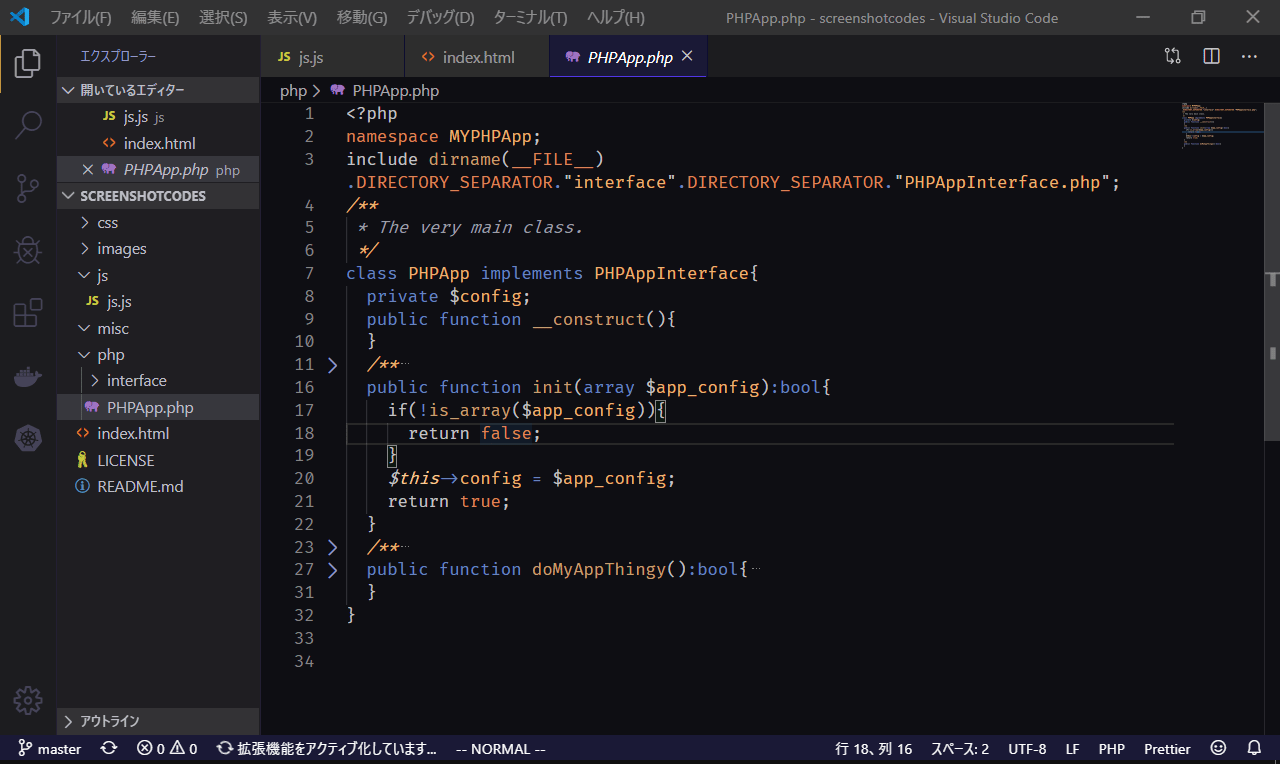 ファイル(F) 編集(E) 選択(S) 表示(V) 移動(G) デバッグ(D) ターミナル(T) ヘルプ(H) PHPApp.php - screenshotcodes - Visual Studio Code
エクスプローラー
JS js.js <> index.html PHPApp.php
開いているエディター
JS js.js js
<> index.html
PHPApp.php php
SCREENSHOTCODES
css
images
js
JS js.js
misc
php
interface
PHPApp.php
<> index.html
LICENSE
README.md
アウトライン
php > PHPApp.php
1 <?php
2 namespace MYPHPApp;
3 include dirname(__FILE__)
.DIRECTORY_SEPARATOR."interface".DIRECTORY_SEPARATOR."PHPAppInterface.php";
4 /**
5 * The very main class.
6 */
7 class PHPApp implements PHPAppInterface{
8 private $config;
9 public function __construct(){
10 }
11 /**…
16 public function init(array $app_config):bool{
17 if(!is_array($app_config)){
18 return false;
19 }
20 $this->config = $app_config;
21 return true;
22 }
23 /**…
27 public function doMyAppThingy():bool{…
31 }
32 }
33
34
master 0 0 拡張機能をアクティブ化しています... -- NORMAL -- 行 18、列 16 スペース: 2 UTF-8 LF PHP Prettier